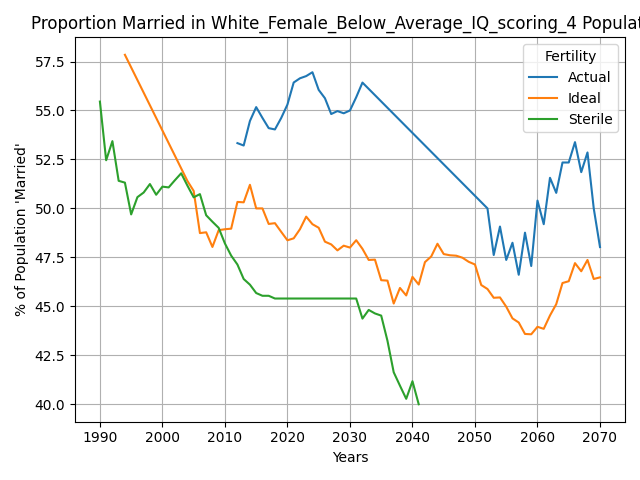 Proportion Married in White_Female_Below_Average_IQ_scoring_4 Populat
Fertility
Actual
Ideal
Sterile
% of Population 'Married'
57.5
55.0
52.5
50.0
47.5
45.0
42.5
40.0
1990 2000 2010 2020 2030 2040 2050 2060 2070
Years